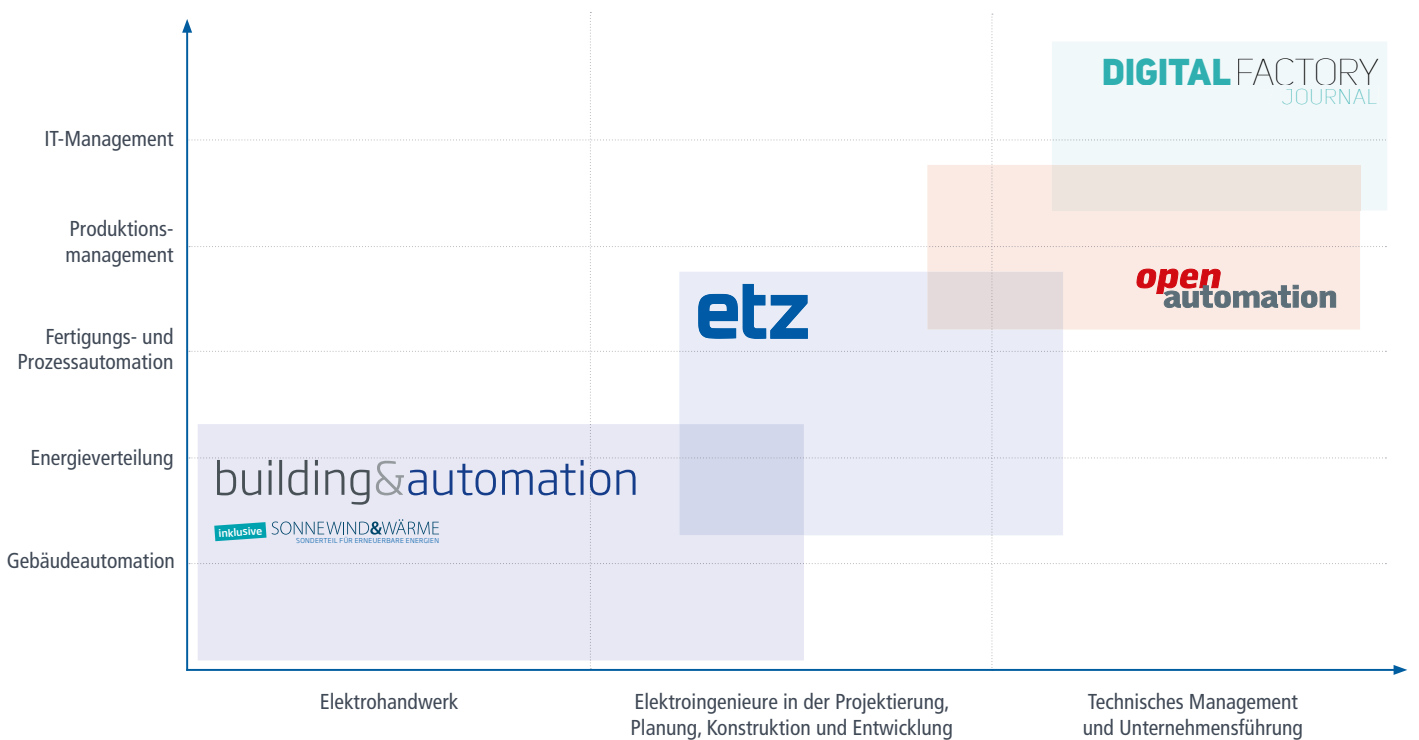 DIGITAL FACTORY
JOURNAL
IT-Management
Produktions-
management
open
automation
etz
Fertigungs- und
Prozessautomation
Energieverteilung
building&automation
inklusive SONNEWIND&WÄRME
SONDERTEIL FÜR ERNEUERBARE ENERGIEN
Gebäudeautomation
Elektrohandwerk
Elektroingenieure in der Projektierung,
Planung, Konstruktion und Entwicklung
Technisches Management
und Unternehmensführung